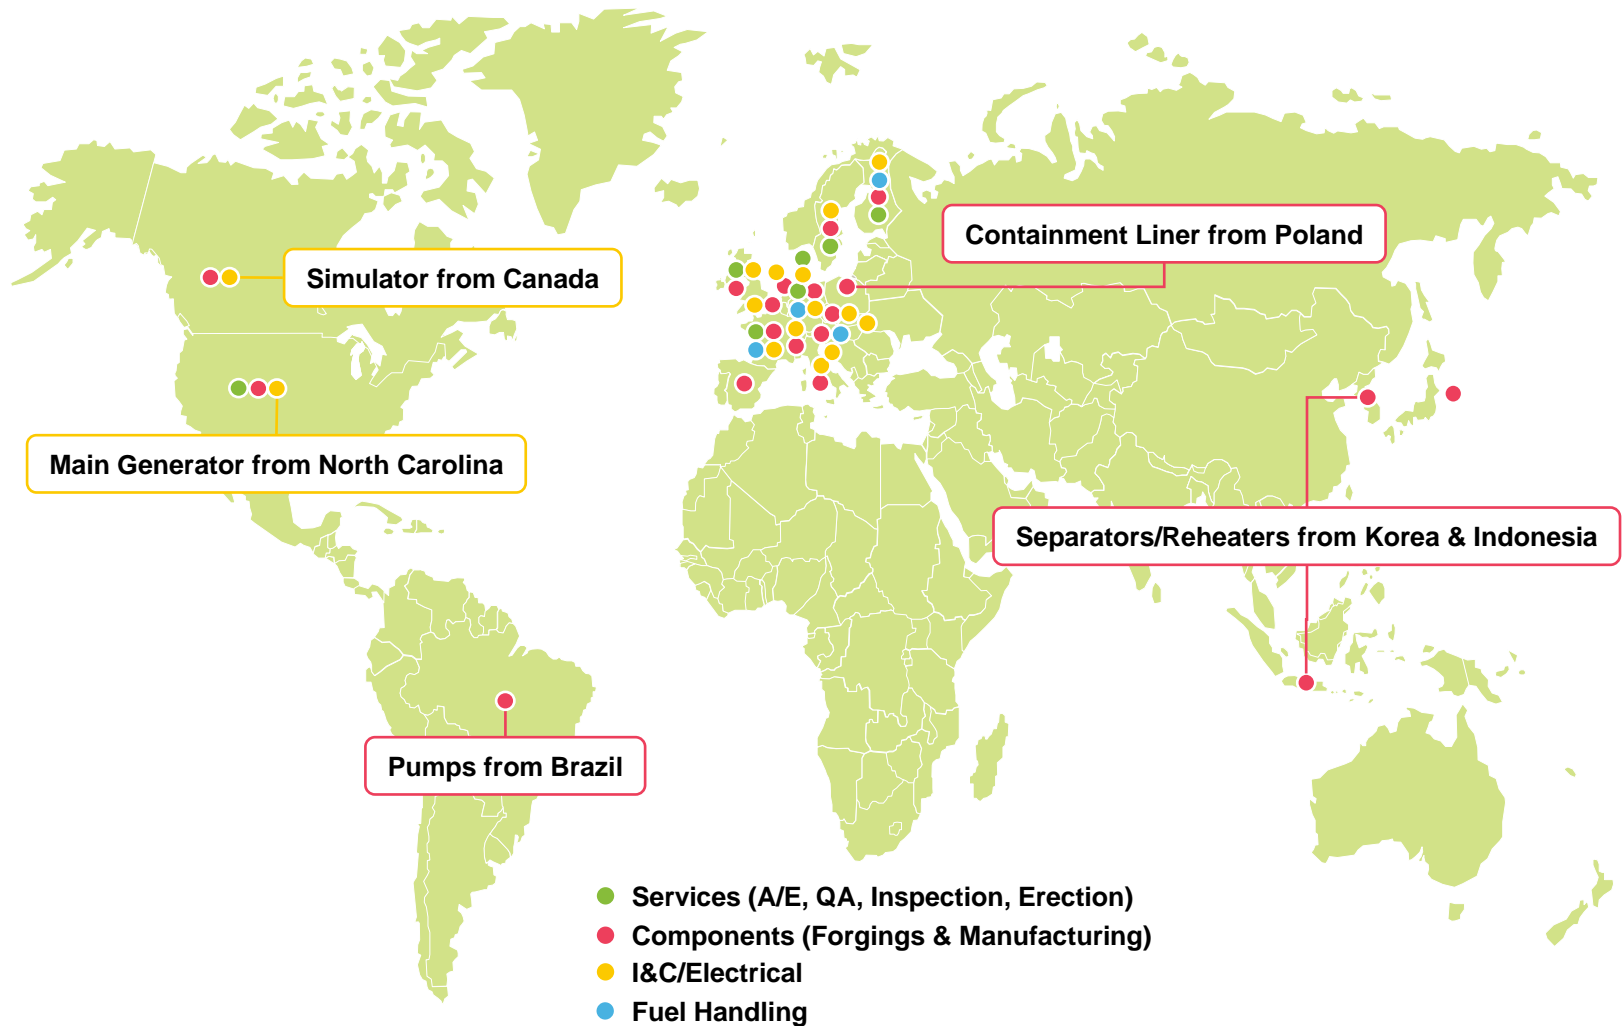 Containment Liner from Poland
Simulator from Canada
Main Generator from North Carolina
Separators/Reheaters from Korea & Indonesia
Pumps from Brazil
Services (A/E, QA, Inspection, Erection)
Components (Forgings & Manufacturing)
I&C/Electrical
Fuel Handling